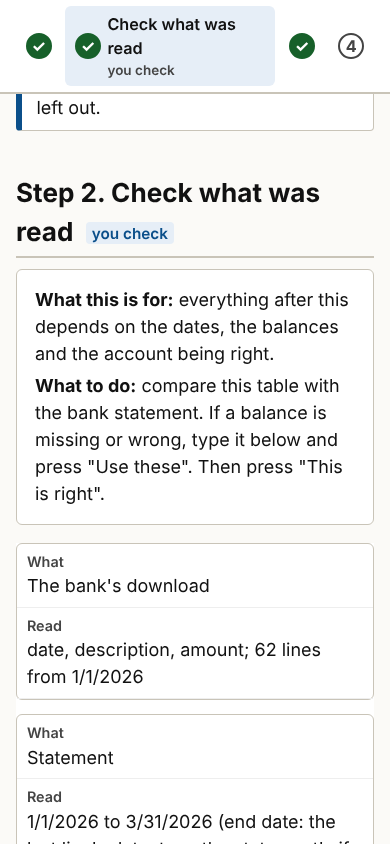 Check what was
read
you check
4
left out.
Step 2. Check what was
read you check
What this is for: everything after this
depends on the dates, the balances
and the account being right.
What to do: compare this table with
the bank statement. If a balance is
missing or wrong, type it below and
press "Use these". Then press "This
is right".
What
The bank's download
Read
date, description, amount; 62 lines
from 1/1/2026
What
Statement
Read
1/1/2026 to 3/31/2026 (end date: the